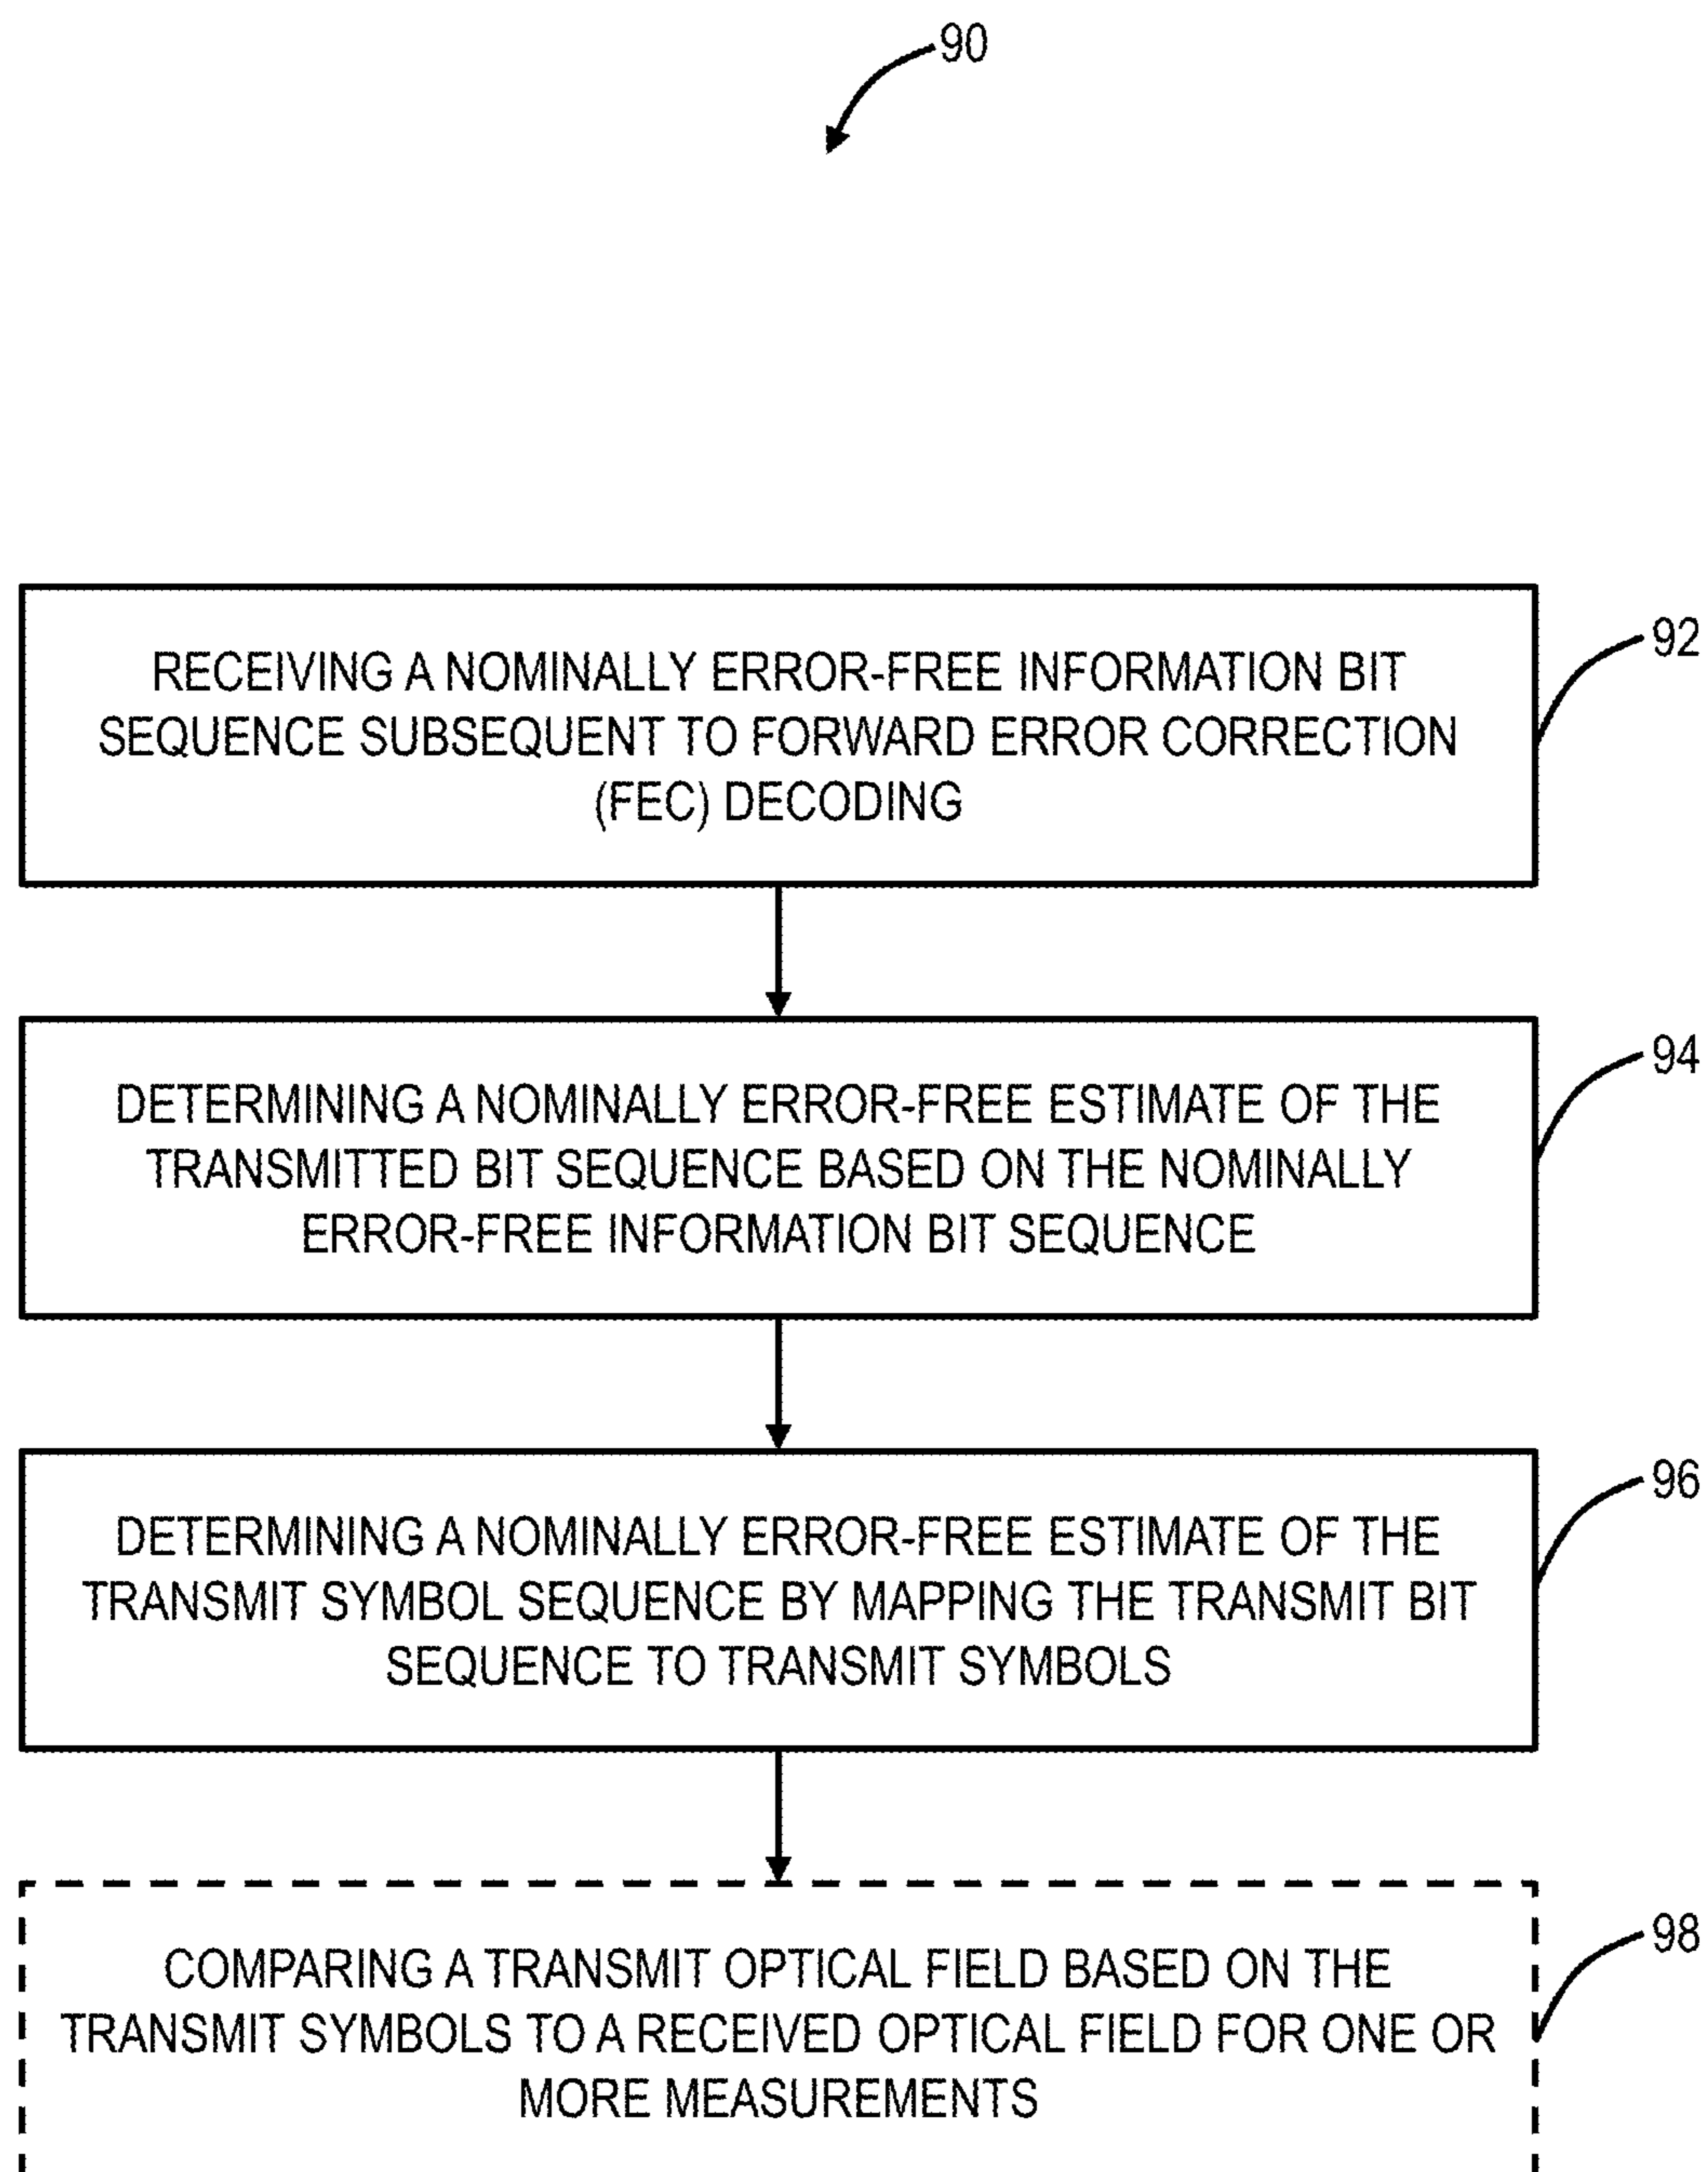 90
RECEIVING A NOMINALLY ERROR-FREE INFORMATION BIT
SEQUENCE SUBSEQUENT TO FORWARD ERROR CORRECTION
(FEC) DECODING
92
DETERMINING A NOMINALLY ERROR-FREE ESTIMATE OF THE
TRANSMITTED BIT SEQUENCE BASED ON THE NOMINALLY
ERROR-FREE INFORMATION BIT SEQUENCE
94
DETERMINING A NOMINALLY ERROR-FREE ESTIMATE OF THE
TRANSMIT SYMBOL SEQUENCE BY MAPPING THE TRANSMIT BIT
SEQUENCE TO TRANSMIT SYMBOLS
96
COMPARING A TRANSMIT OPTICAL FIELD BASED ON THE
TRANSMIT SYMBOLS TO A RECEIVED OPTICAL FIELD FOR ONE OR
MORE MEASUREMENTS
98